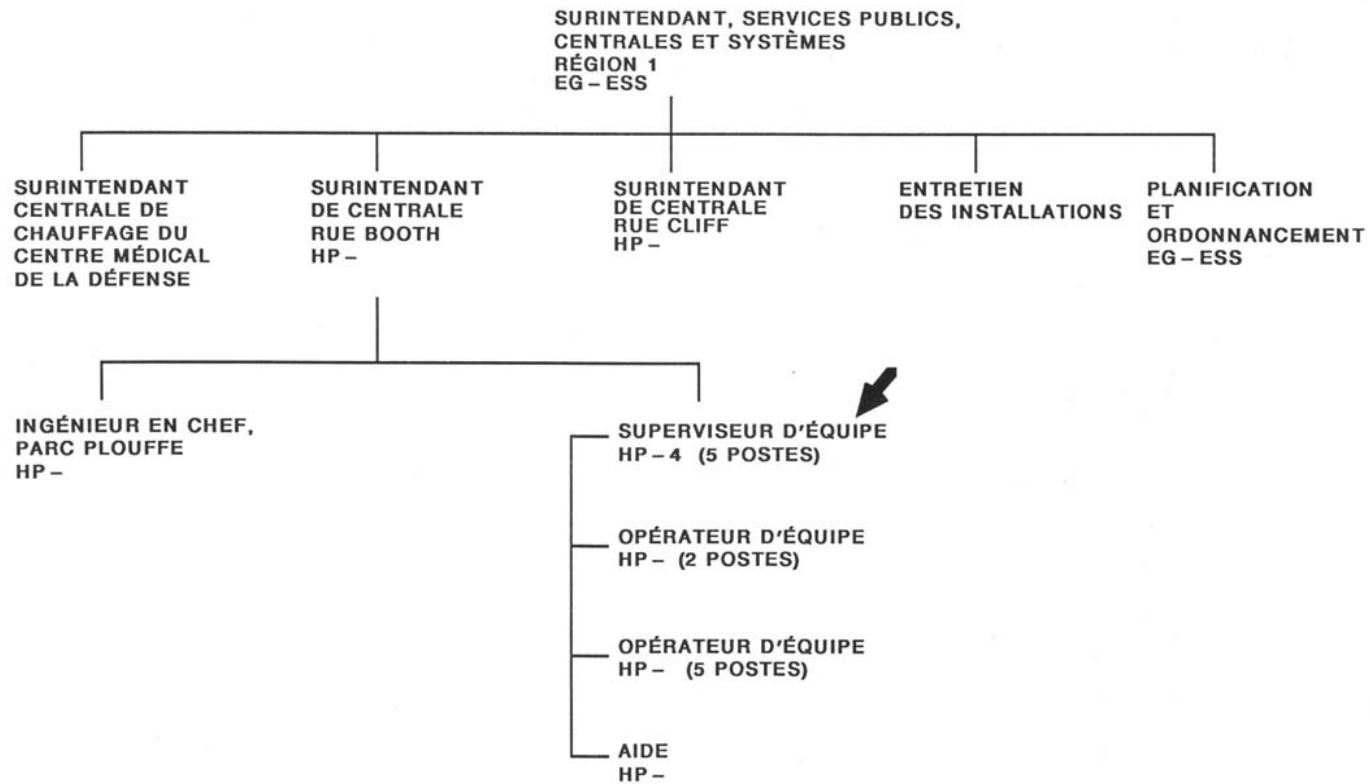 SURINTENDANT, SERVICES PUBLICS,
CENTRALES ET SYSTÈMES
RÉGION 1
EG – ESS
SURINTENDANT
CENTRALE DE
CHAUFFAGE DU
CENTRE MÉDICAL
DE LA DÉFENSE
SURINTENDANT
DE CENTRALE
RUE BOOTH
HP –
SURINTENDANT
DE CENTRALE
RUE CLIFF
HP –
ENTRETIEN
DES INSTALLATIONS
PLANIFICATION
ET
ORDONNANCEMENT
EG – ESS
INGÉNIEUR EN CHEF,
PARC PLOUFFE
HP –
SUPERVISEUR D'ÉQUIPE
HP – 4 (5 POSTES)
OPÉRATEUR D'ÉQUIPE
HP – (2 POSTES)
OPÉRATEUR D'ÉQUIPE
HP – (5 POSTES)
AIDE
HP –